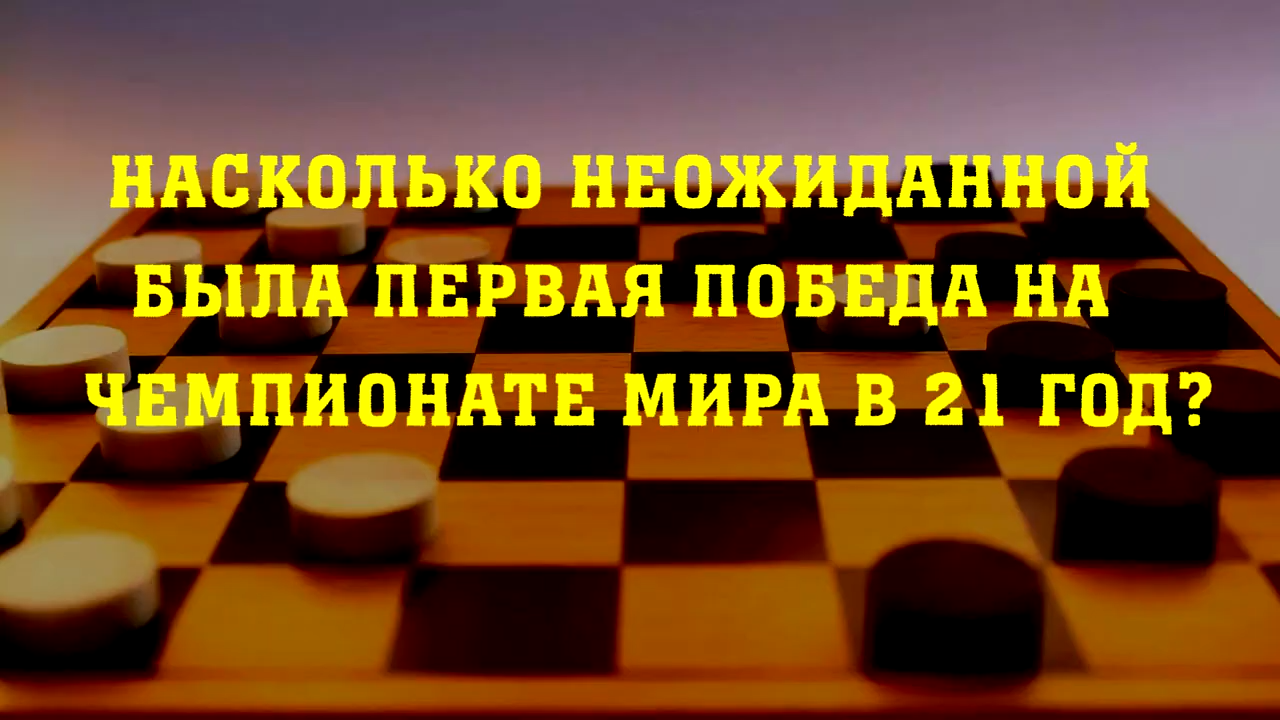 НАСКОЛЬКО НЕОЖИДАННОЙ
БЫЛА ПЕРВАЯ ПОБЕДА НА
ЧЕМПИОНАТЕ МИРА В 21 ГОД?